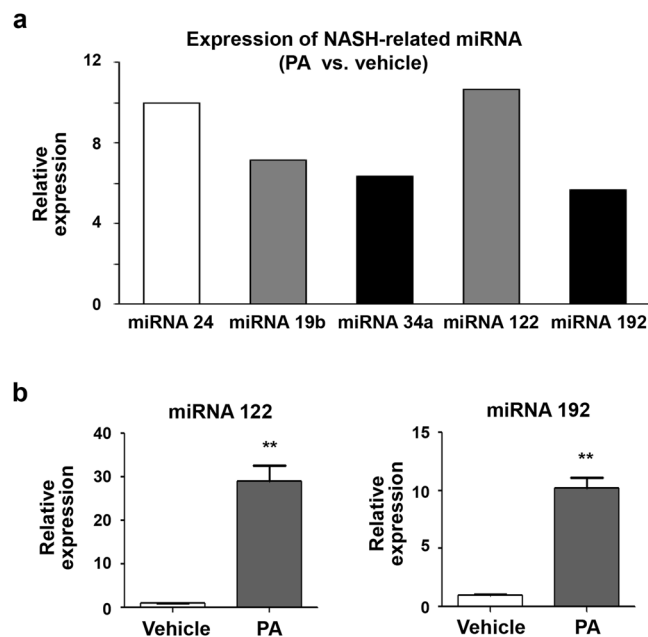 a
Expression of NASH-related miRNA
(PA vs. vehicle)
Relative
expression
12
8
4
0
miRNA 24 miRNA 19b miRNA 34a miRNA 122 miRNA 192
b
miRNA 122
Relative
expression
40
30
20
10
0
**
Vehicle PA
miRNA 192
Relative
expression
15
10
5
0
**
Vehicle PA